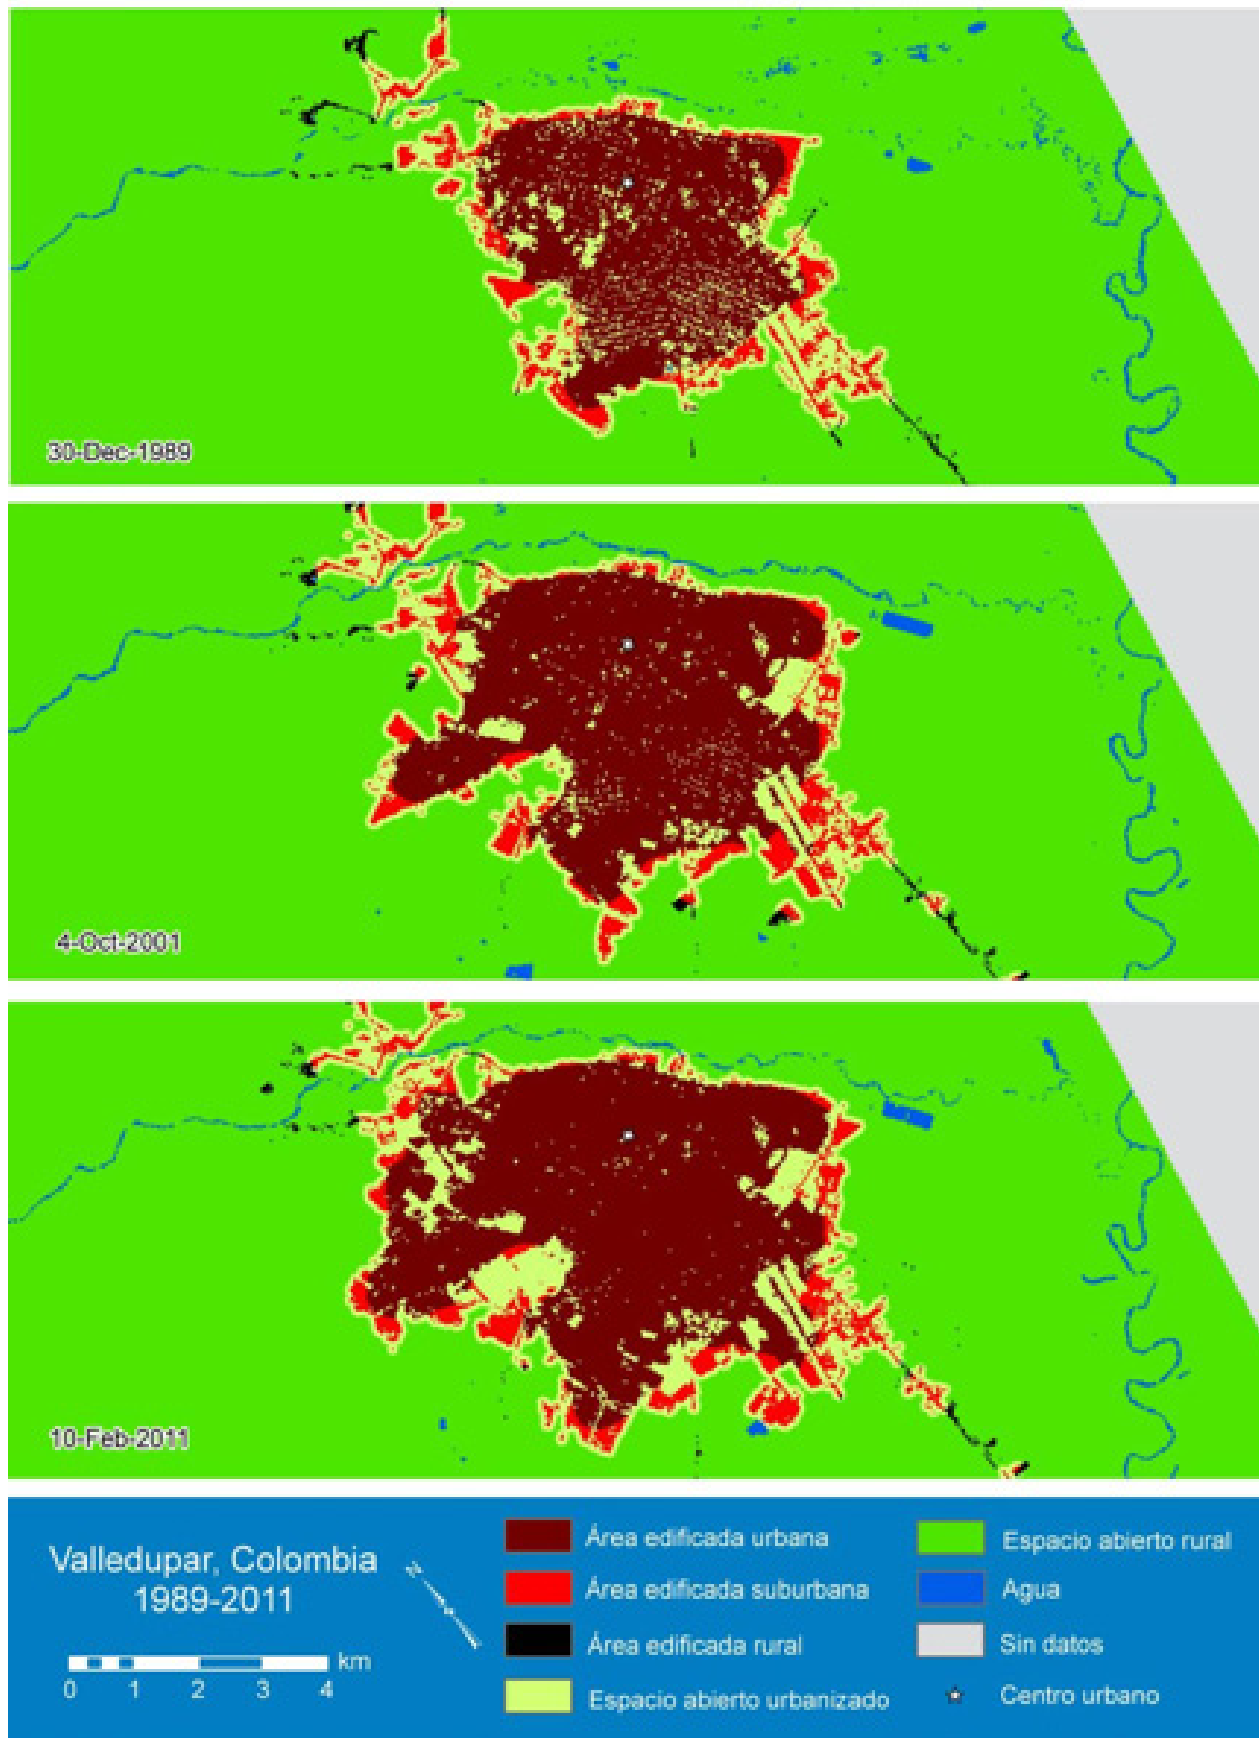 30-Dec-1989
4-Oct-2001
10-Feb-2011
Valledupar, Colombia
1989-2011
N
km
0 1 2 3 4
Área edificada urbana
Área edificada suburbana
Área edificada rural
Espacio abierto urbanizado
Espacio abierto rural
Agua
Sin datos
Centro urbano